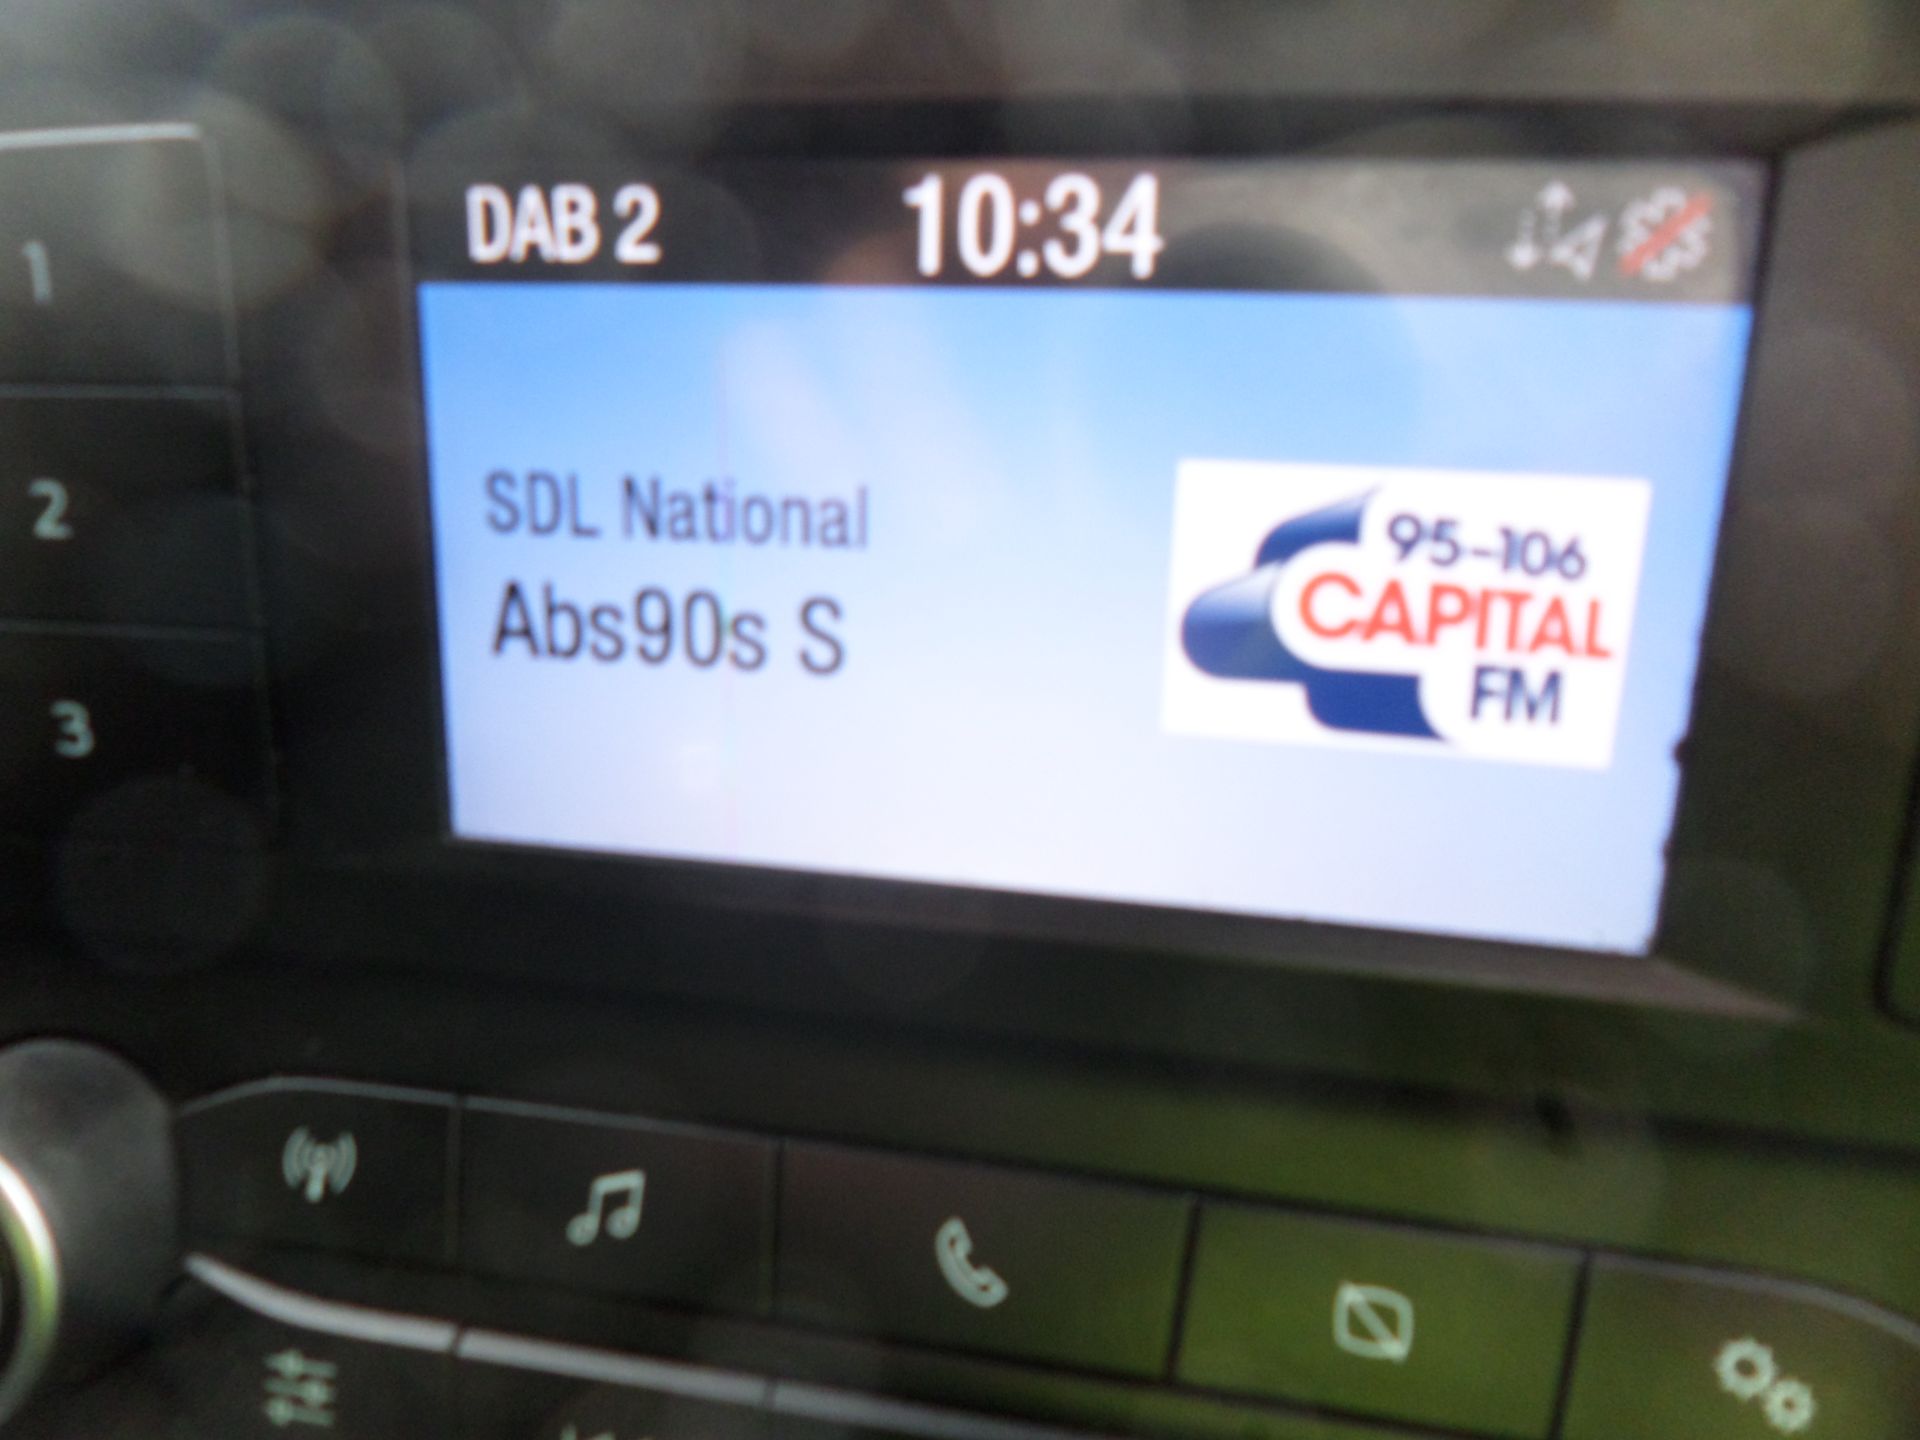 DAB 2
10:34
SDL National
Abs90s S
95-106
CAPITAL
FM
1
2
3